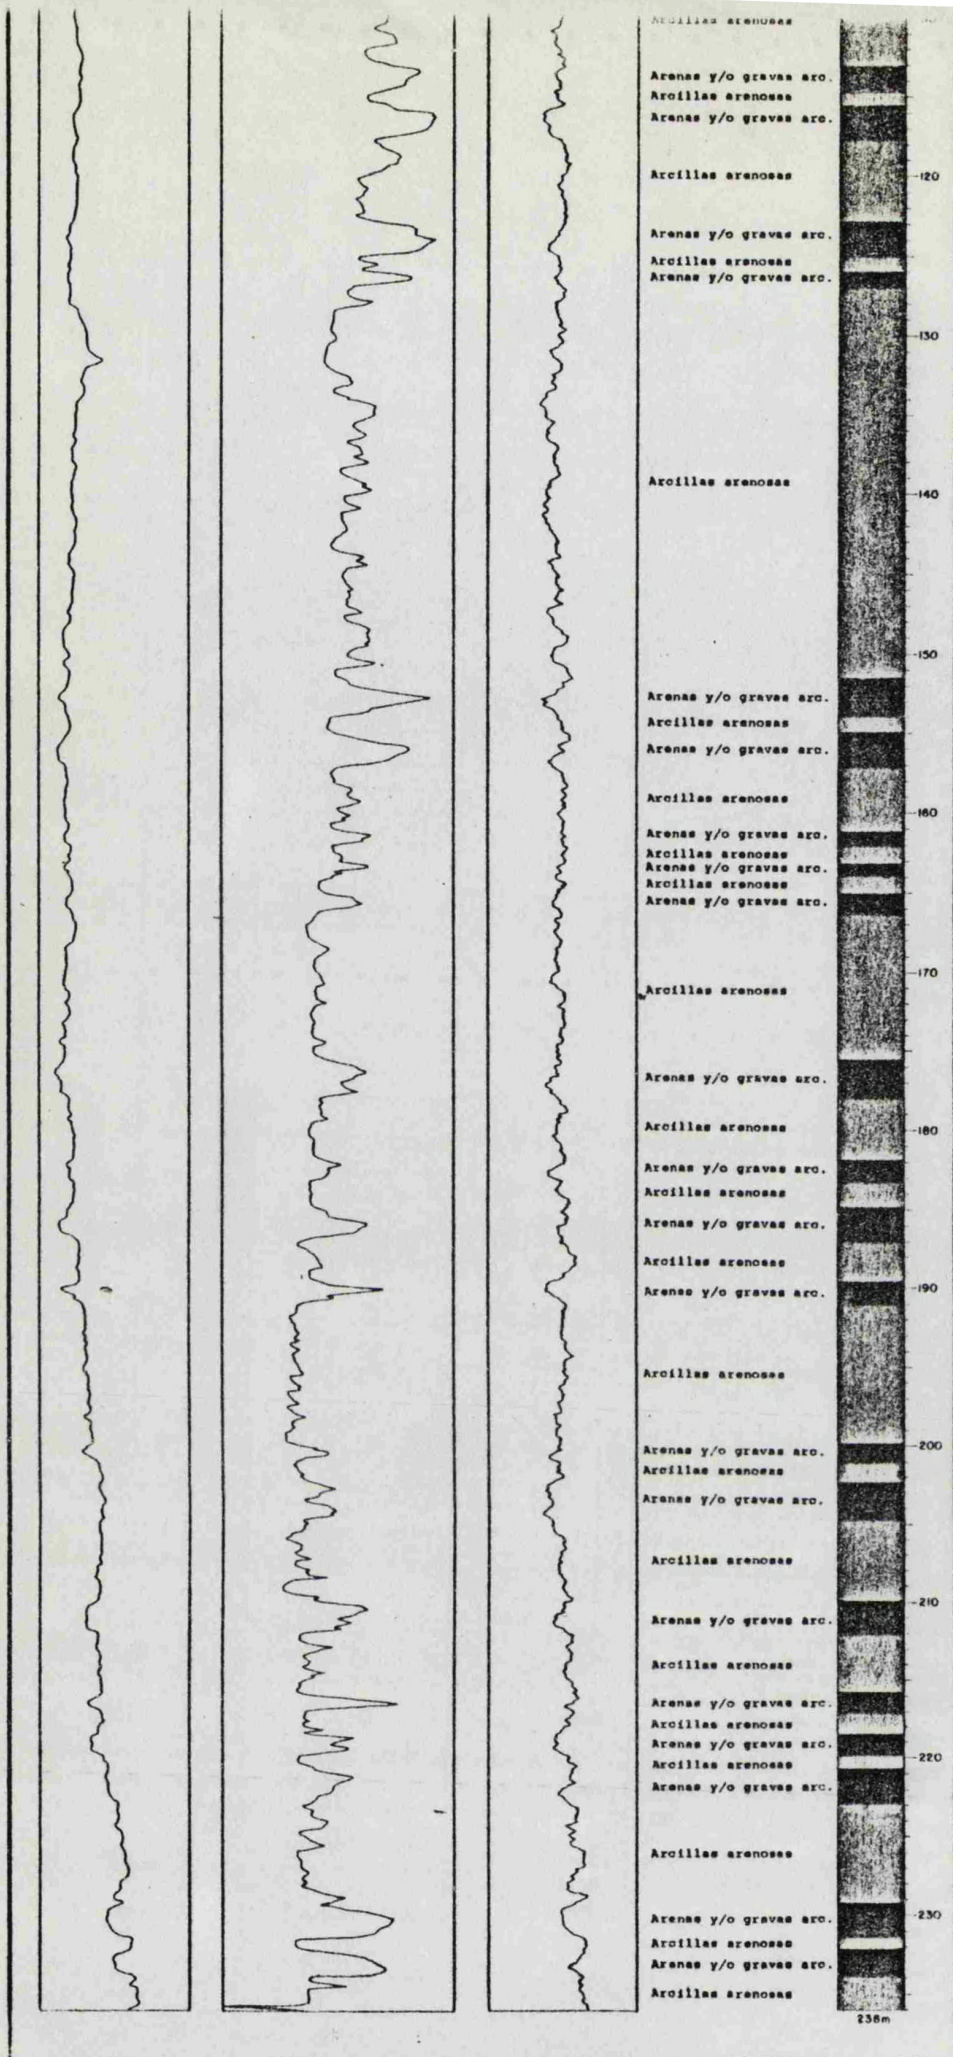 Arcillas arenosas
Arenas y/o gravas arc.
Arcillas arenosas
Arenas y/o gravas arc.
Arcillas arenosas -120
Arenas y/o gravas arc.
Arcillas arenosas
Arenas y/o gravas arc.
-130
Arcillas arenosas
-140
-150
Arenas y/o gravas arc.
Arcillas arenosas
Arenas y/o gravas arc.
Arcillas arenosas
-160
Arenas y/o gravas arc.
Arcillas arenosas
Arenas y/o gravas arc.
Arcillas arenosas
Arenas y/o gravas arc.
-170
Arcillas arenosas
Arenas y/o gravas arc.
Arcillas arenosas -180
Arenas y/o gravas arc.
Arcillas arenosas
Arenas y/o gravas arc.
Arcillas arenosas
Arenas y/o gravas arc. -190
Arcillas arenosas
Arenas y/o gravas arc. -200
Arcillas arenosas
Arenas y/o gravas arc.
Arcillas arenosas
-210
Arenas y/o gravas arc.
Arcillas arenosas
Arenas y/o gravas arc.
Arcillas arenosas
Arenas y/o gravas arc.
-220
Arcillas arenosas
Arenas y/o gravas arc.
Arcillas arenosas
Arenas y/o gravas arc. -230
Arcillas arenosas
Arenas y/o gravas arc.
Arcillas arenosas
236m